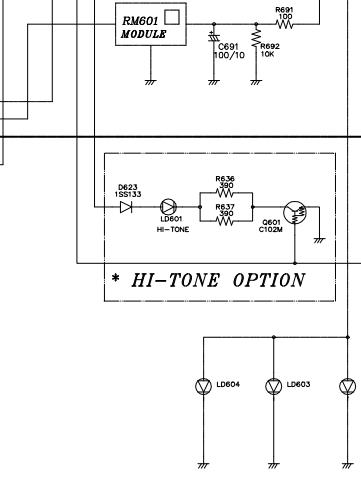 RM601
MODULE
R691
100
C691
100/10
R692
10K
R636
390
D623
1SS133
R637
390
LD601
HI-TONE
Q601
C102M
* HI-TONE OPTION
LD604
LD603